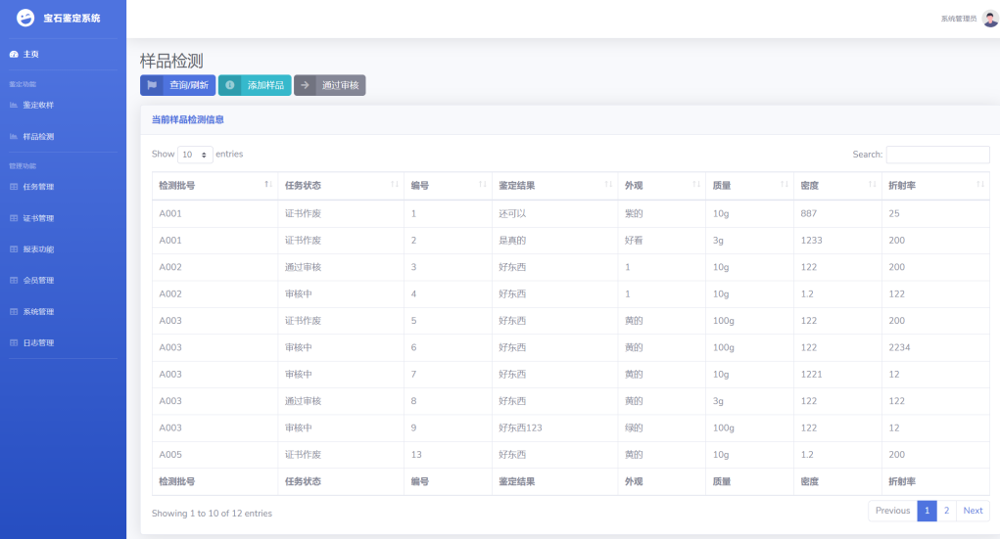 宝石鉴定系统
系统管理员
主页
鉴定功能
鉴定收样
样品检测
管理功能
任务管理
证书管理
报表功能
会员管理
系统管理
日志管理
样品检测
查询/刷新 添加样品 通过审核
当前样品检测信息
Show 10 entries Search:
检测批号 任务状态 编号 鉴定结果 外观 质量 密度 折射率
A001 证书作废 1 还可以 紫的 10g 887 25
A001 证书作废 2 是真的 好看 3g 1233 200
A002 通过审核 3 好东西 1 10g 122 200
A002 审核中 4 好东西 1 10g 1.2 122
A003 证书作废 5 好东西 黄的 100g 122 200
A003 审核中 6 好东西 黄的 100g 122 2234
A003 审核中 7 好东西 黄的 10g 1221 12
A003 通过审核 8 好东西 黄的 3g 122 122
A003 审核中 9 好东西123 绿的 100g 122 12
A005 证书作废 13 好东西 黄的 10g 1.2 200
检测批号 任务状态 编号 鉴定结果 外观 质量 密度 折射率
Showing 1 to 10 of 12 entries Previous 1 2 Next